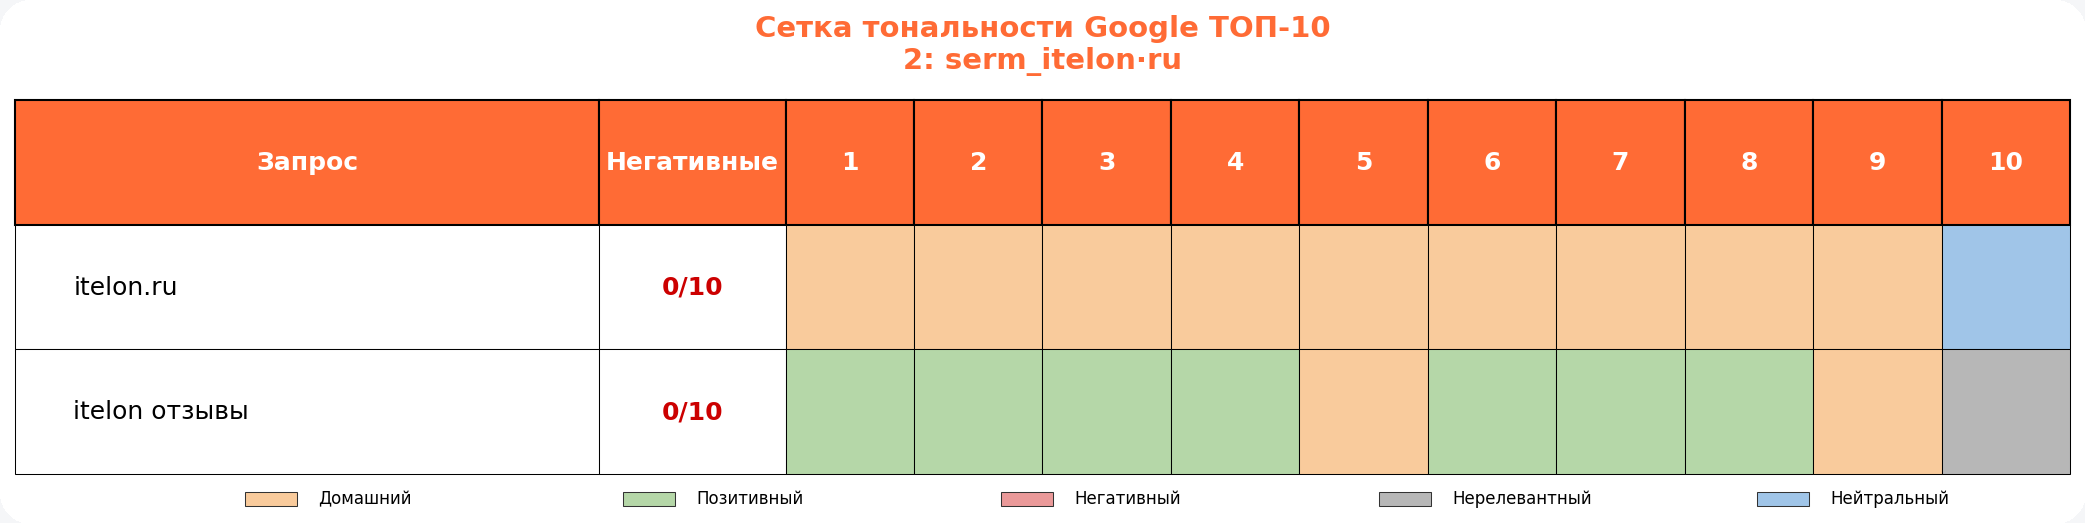 Сетка тональности Google ТОП-10
2: serm_itelon·ru
Запрос Негативные 1 2 3 4 5 6 7 8 9 10
itelon.ru 0/10
itelon отзывы 0/10
Домашний Позитивный Негативный Нерелевантный Нейтральный